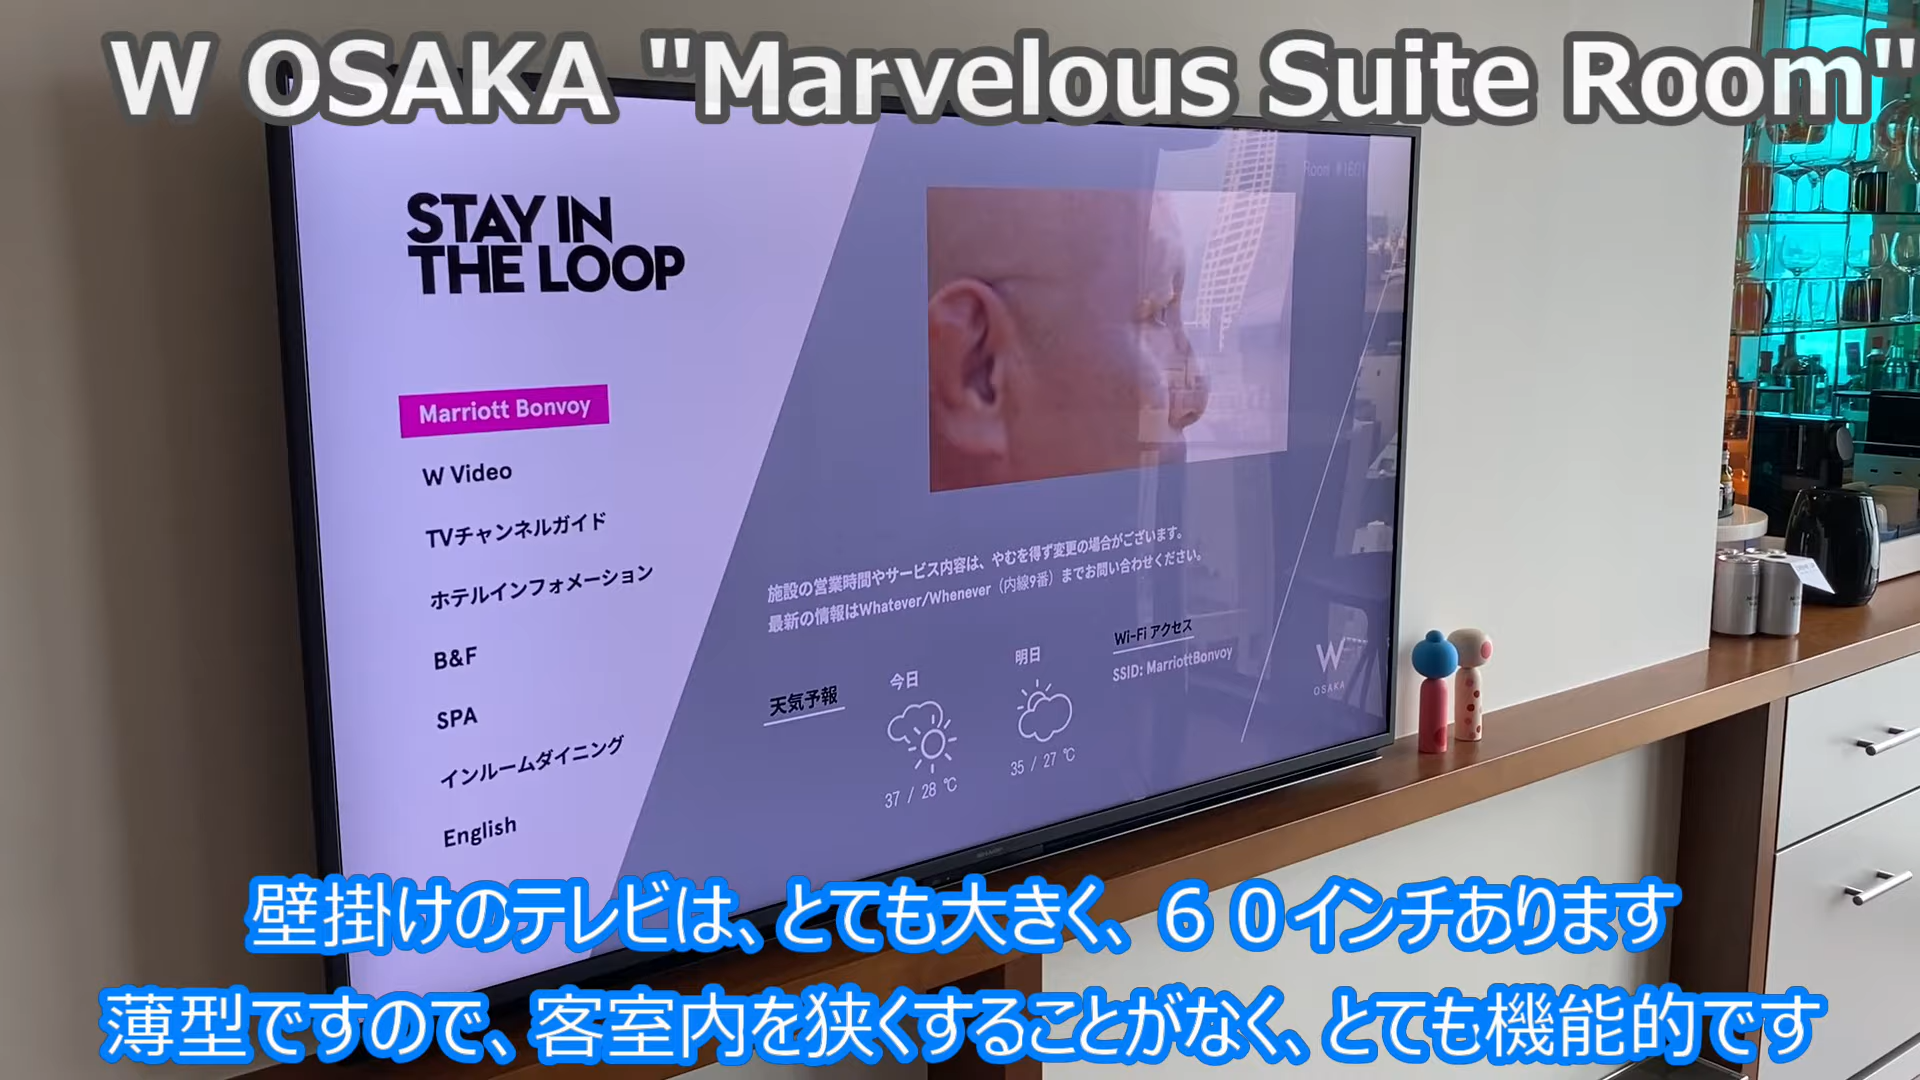 W OSAKA "Marvelous Suite Room"
Room #1601
STAY IN
THE LOOP
Marriott Bonvoy
W Video
TVチャンネルガイド
ホテルインフォメーション
B&F
SPA
インルームダイニング
English
施設の営業時間やサービス内容は、やむを得ず変更の場合がございます。
最新の情報はWhatever/Whenever（内線9番）までお問い合わせください。
天気予報
今日
37 / 28 ℃
明日
35 / 27 ℃
Wi-Fi アクセス
SSID: MarriottBonvoy
W
OSAKA
壁掛けのテレビは、とても大きく、６０インチあります
薄型ですので、客室内を狭くすることがなく、とても機能的です